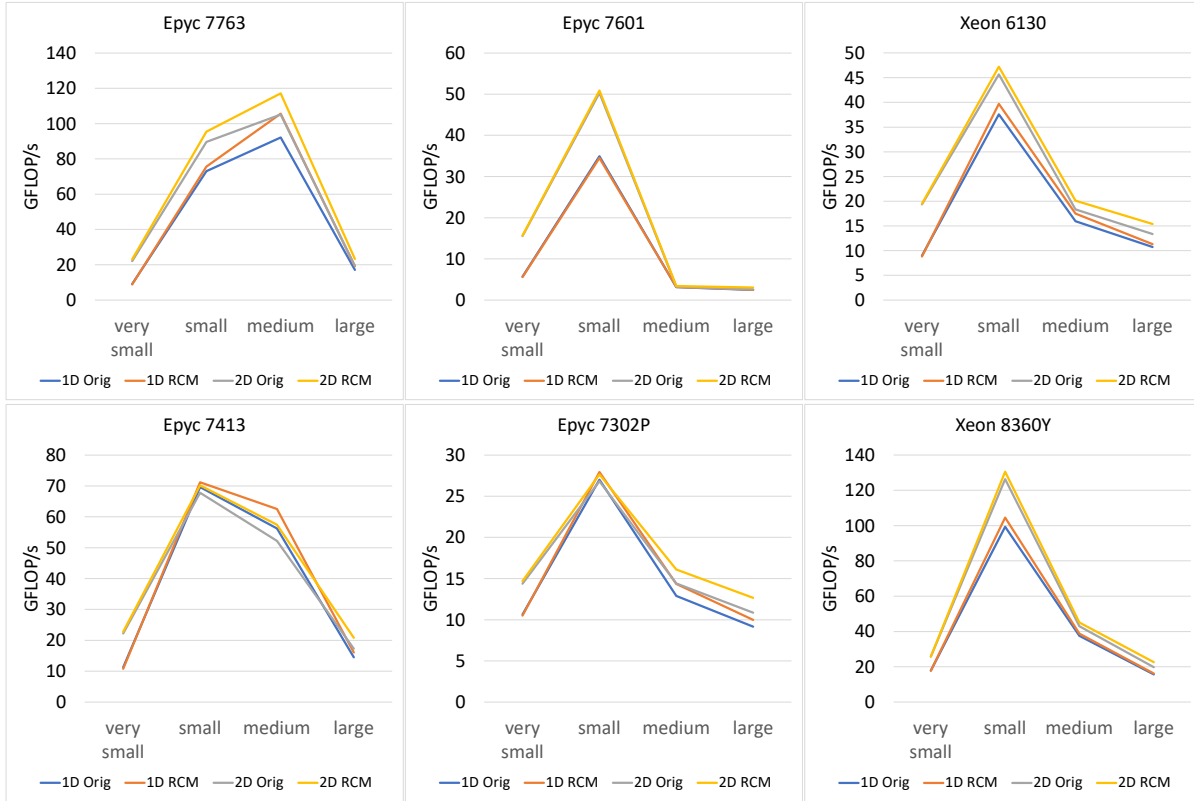 Epyc 7763
140
120
100
80
60
40
20
0
GFLOP/s
very small medium large
small
1D Orig 1D RCM 2D Orig 2D RCM
Epyc 7601
60
50
40
30
20
10
0
GFLOP/s
very small medium large
small
1D Orig 1D RCM 2D Orig 2D RCM
Xeon 6130
50
45
40
35
30
25
20
15
10
5
0
GFLOP/s
very small medium large
small
1D Orig 1D RCM 2D Orig 2D RCM
Epyc 7413
80
70
60
50
40
30
20
10
0
GFLOP/s
very small medium large
small
1D Orig 1D RCM 2D Orig 2D RCM
Epyc 7302P
30
25
20
15
10
5
0
GFLOP/s
very small medium large
small
1D Orig 1D RCM 2D Orig 2D RCM
Xeon 8360Y
140
120
100
80
60
40
20
0
GFLOP/s
very small medium large
small
1D Orig 1D RCM 2D Orig 2D RCM